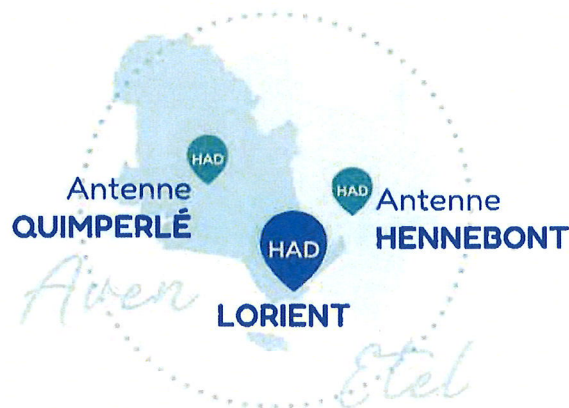 HAD
Antenne
QUIMPERLÉ
HAD
Antenne
HENNEBONT
HAD
LORIENT
Aven
Etel